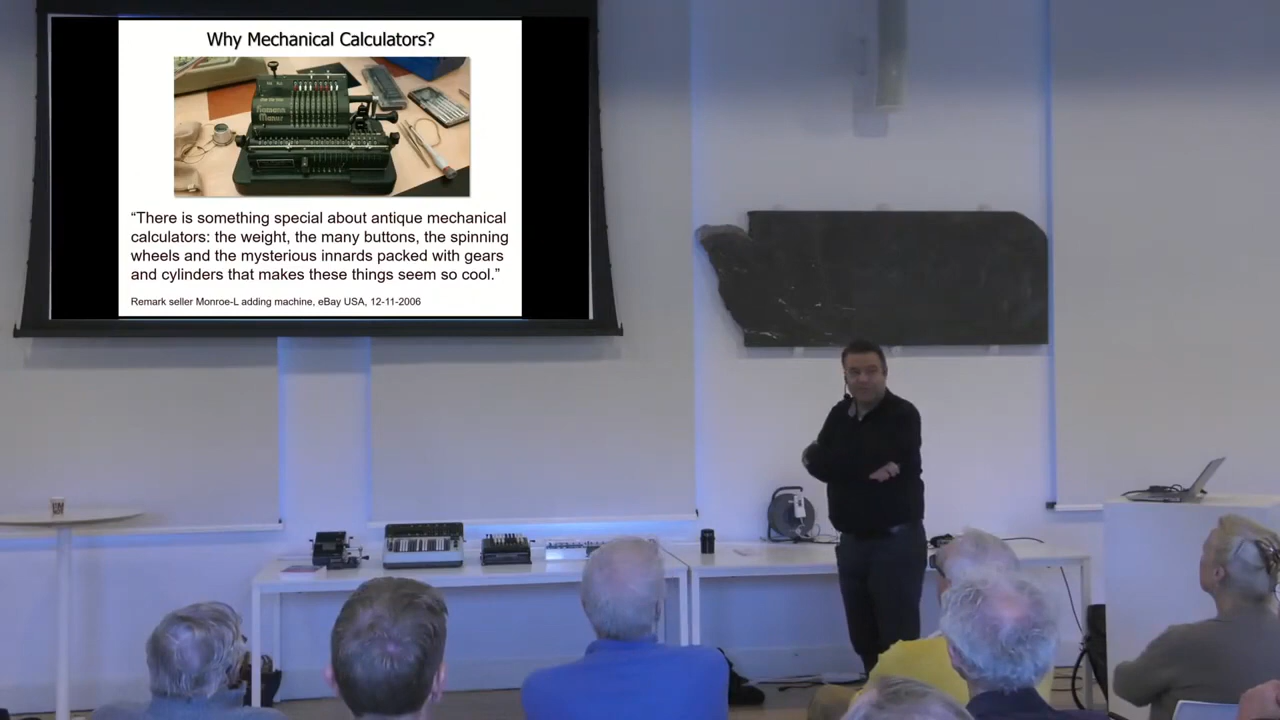 Why Mechanical Calculators?
“There is something special about antique mechanical
calculators: the weight, the many buttons, the spinning
wheels and the mysterious innards packed with gears
and cylinders that makes these things seem so cool.”
Remark seller Monroe-L adding machine, eBay USA, 12-11-2006